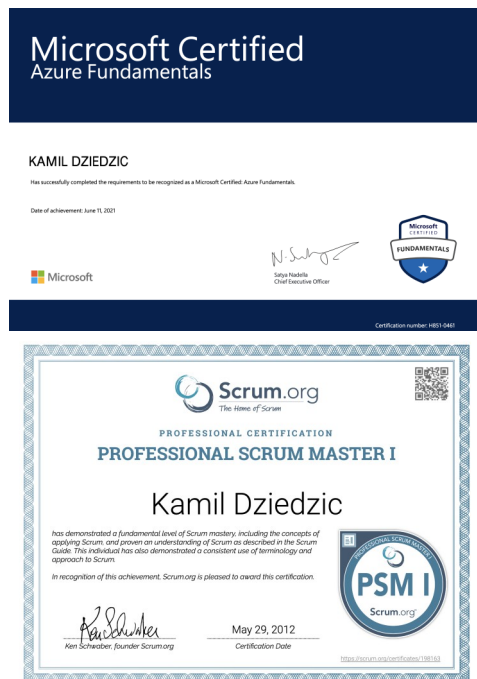 Microsoft Certified
Azure Fundamentals
KAMIL DZIEDZIC
Has successfully completed the requirements to be recognized as a Microsoft Certified: Azure Fundamentals.
Date of achievement: June 11, 2021
Microsoft
CERTIFIED
FUNDAMENTALS
Microsoft
Satya Nadella
Chief Executive Officer
Certification number: H851-0461
Scrum.org
The Home of Scrum
PROFESSIONAL CERTIFICATION
PROFESSIONAL SCRUM MASTER I
Kamil Dziedzic
has demonstrated a fundamental level of Scrum mastery, including the concepts of
applying Scrum, and proven an understanding of Scrum as described in the Scrum
Guide. This individual has also demonstrated a consistent use of terminology and
approach to Scrum.
In recognition of this achievement, Scrum.org is pleased to award this certification.
PROFESSIONAL SCRUM MASTER I
PSM I
Scrum.org
Ken Schwaber
Ken Schwaber, founder Scrum.org
May 29, 2012
Certification Date
https://scrum.org/certificates/198163